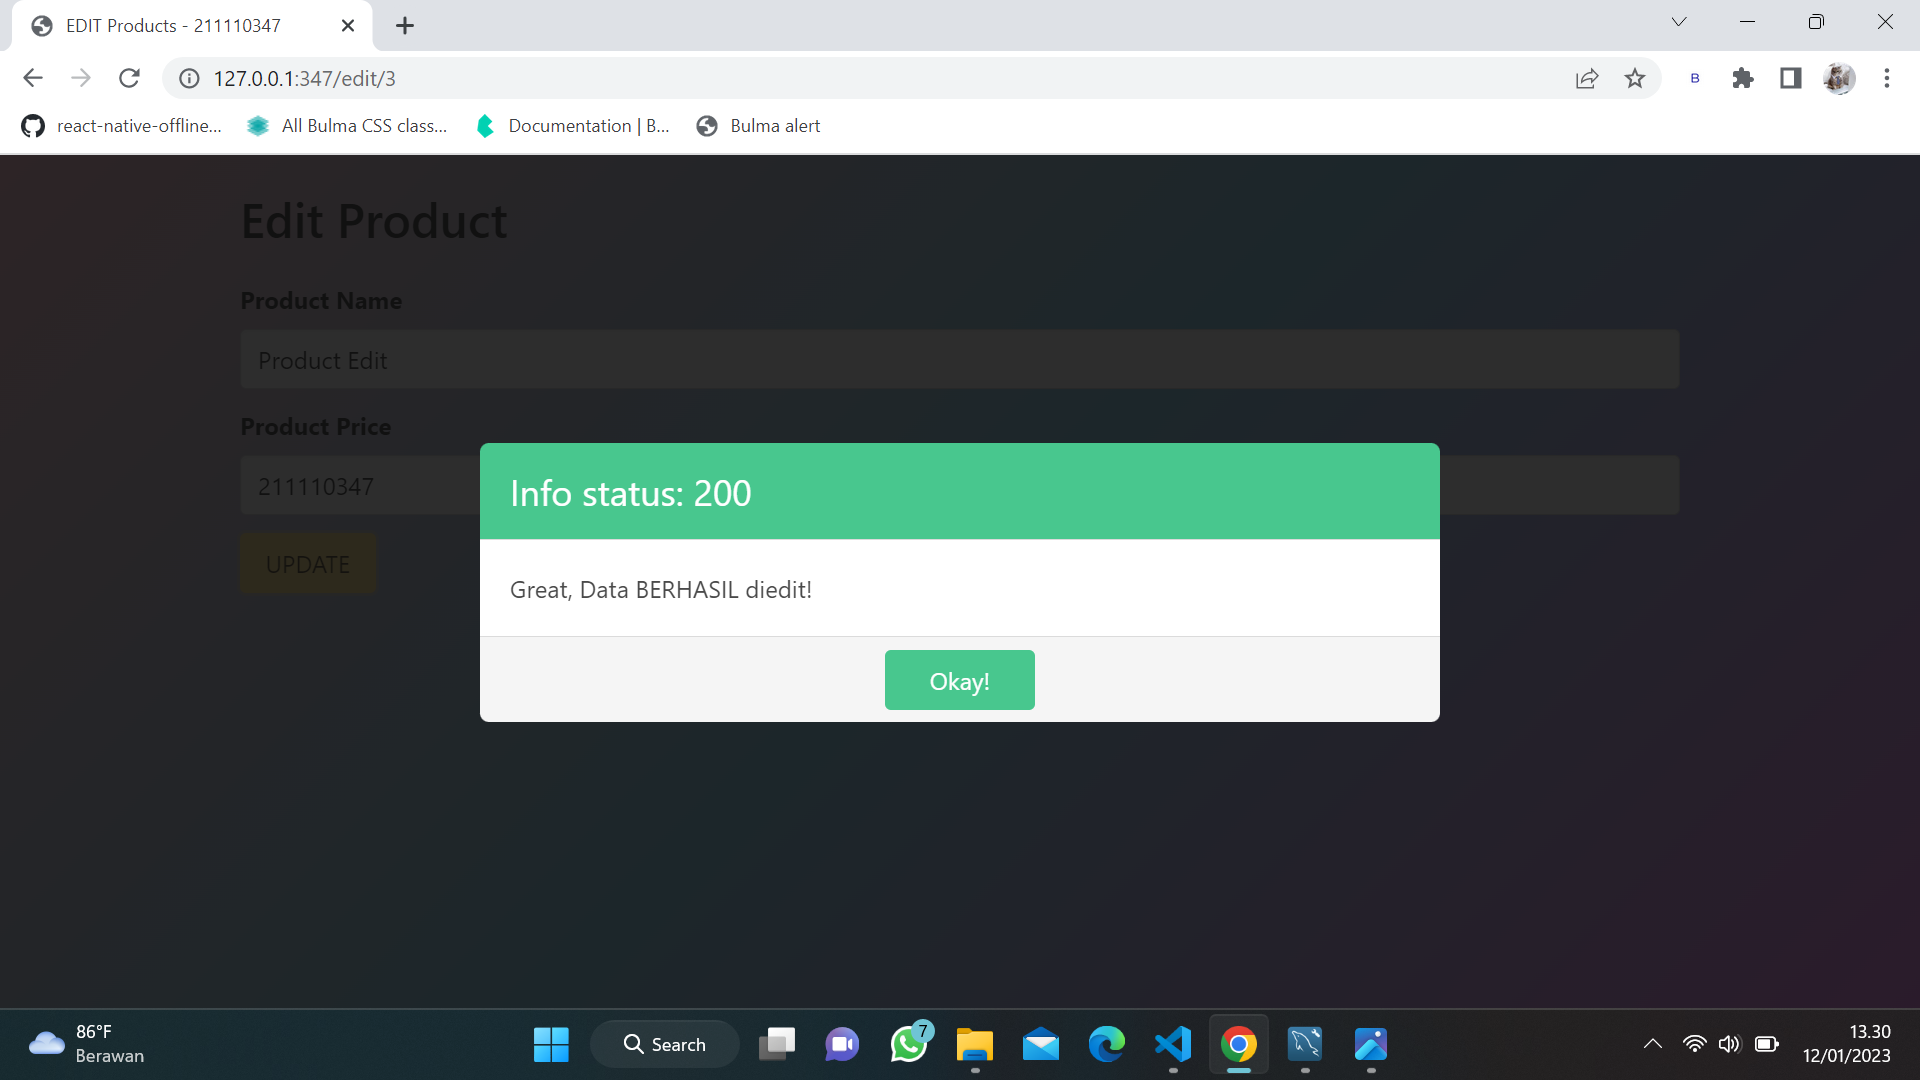 EDIT Products - 211110347
127.0.0.1:347/edit/3
B
react-native-offline...
All Bulma CSS class...
Documentation | B...
Bulma alert
Edit Product
Product Name
Product Edit
Product Price
211110347
UPDATE
Info status: 200
Great, Data BERHASIL diedit!
Okay!
86°F
Berawan
Search
7
13.30
12/01/2023